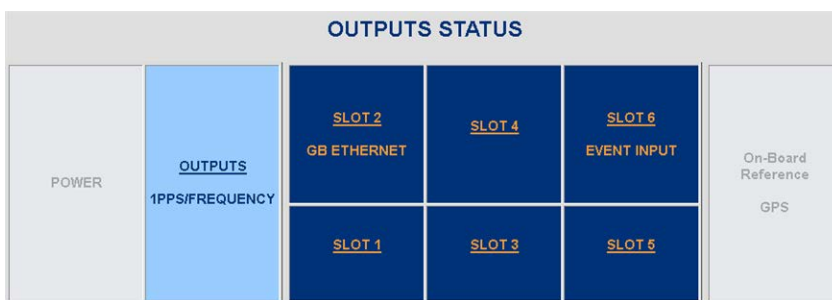 OUTPUTS STATUS
POWER
OUTPUTS
1PPS/FREQUENCY
SLOT 2
GB ETHERNET
SLOT 4
SLOT 6
EVENT INPUT
SLOT 1
SLOT 3
SLOT 5
On-Board
Reference
GPS